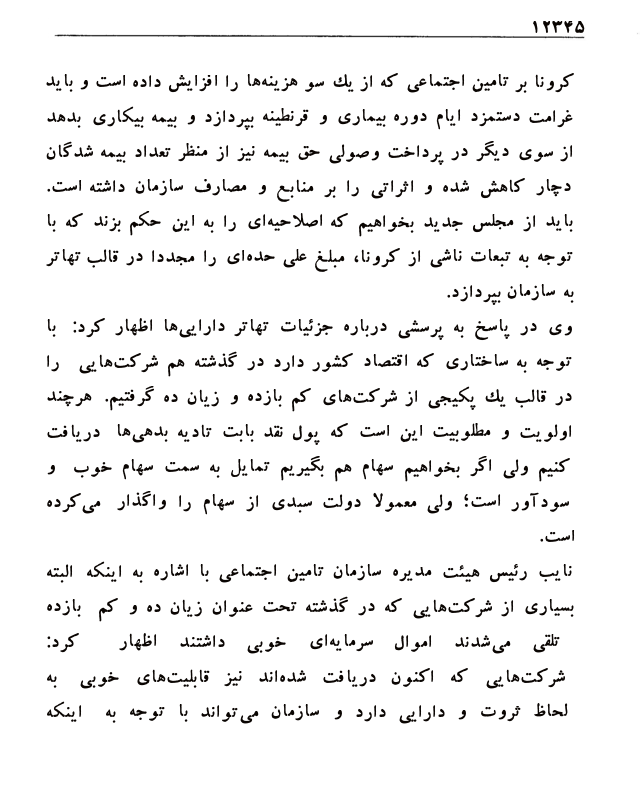 ۱۲۳۴۵
کرونا بر تامین اجتماعی که از یك سو هزینه‌ها را افزایش داده است و باید
غرامت دستمزد ایام دوره بیماری و قرنطینه بپردازد و بیمه بیکاری بدهد
از سوی دیگر در پرداخت وصولی حق بیمه نیز از منظر تعداد بیمه شدگان
دچار کاهش شده و اثراتی را بر منابع و مصارف سازمان داشته است.
باید از مجلس جدید بخواهیم که اصلاحیه‌ای را به این حکم بزند که با
توجه به تبعات ناشی از کرونا، مبلغ علی حده‌ای را مجددا در قالب تهاتر
به سازمان بپردازد.
وی در پاسخ به پرسشی درباره جزئیات تهاتر دارایی‌ها اظهار کرد: با
توجه به ساختاری که اقتصاد کشور دارد در گذشته هم شرکت‌هایی را
در قالب یك پکیجی از شرکت‌های کم بازده و زیان ده گرفتیم. هرچند
اولویت و مطلوبیت این است که پول نقد بابت تادیه بدهی‌ها دریافت
کنیم ولی اگر بخواهیم سهام هم بگیریم تمایل به سمت سهام خوب و
سودآور است؛ ولی معمولا دولت سبدی از سهام را واگذار می‌کرده
است.
نایب رئیس هیئت مدیره سازمان تامین اجتماعی با اشاره به اینکه البته
بسیاری از شرکت‌هایی که در گذشته تحت عنوان زیان ده و کم بازده
تلقی می‌شدند اموال سرمایه‌ای خوبی داشتند اظهار کرد:
شرکت‌هایی که اکنون دریافت شده‌اند نیز قابلیت‌های خوبی به
لحاظ ثروت و دارایی دارد و سازمان می‌تواند با توجه به اینکه